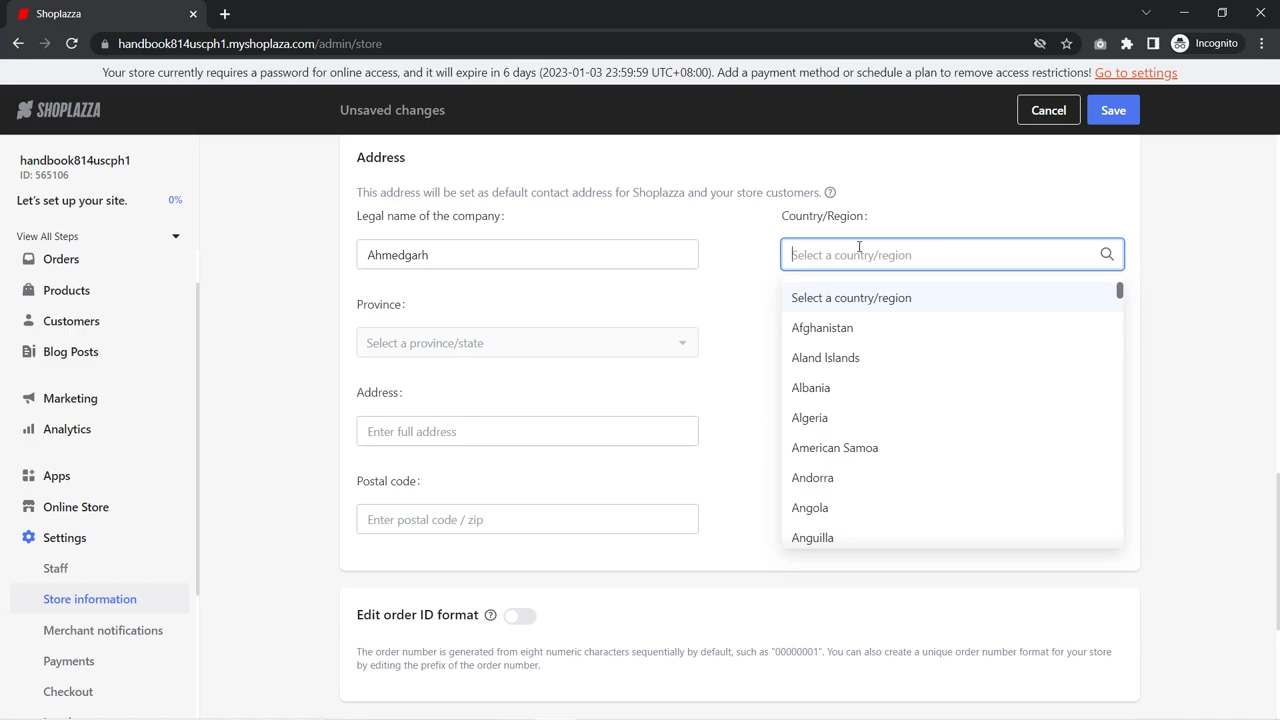 Shoplazza
handbook814uscph1.myshoplaza.com/admin/store
Incognito
Your store currently requires a password for online access, and it will expire in 6 days (2023-01-03 23:59:59 UTC+08:00). Add a payment method or schedule a plan to remove access restrictions! Go to settings
SHOPLAZZA
Unsaved changes
Cancel
Save
handbook814uscph1
ID: 565106
Let's set up your site.
0%
View All Steps
Orders
Products
Customers
Blog Posts
Marketing
Analytics
Apps
Online Store
Settings
Staff
Store information
Merchant notifications
Payments
Checkout
Address
This address will be set as default contact address for Shoplazza and your store customers.
Legal name of the company:
Ahmedgarh
Country/Region:
Select a country/region
Select a country/region
Afghanistan
Aland Islands
Albania
Algeria
American Samoa
Andorra
Angola
Anguilla
Province:
Select a province/state
Address:
Enter full address
Postal code:
Enter postal code / zip
Edit order ID format
The order number is generated from eight numeric characters sequentially by default, such as "00000001". You can also create a unique order number format for your store
by editing the prefix of the order number.